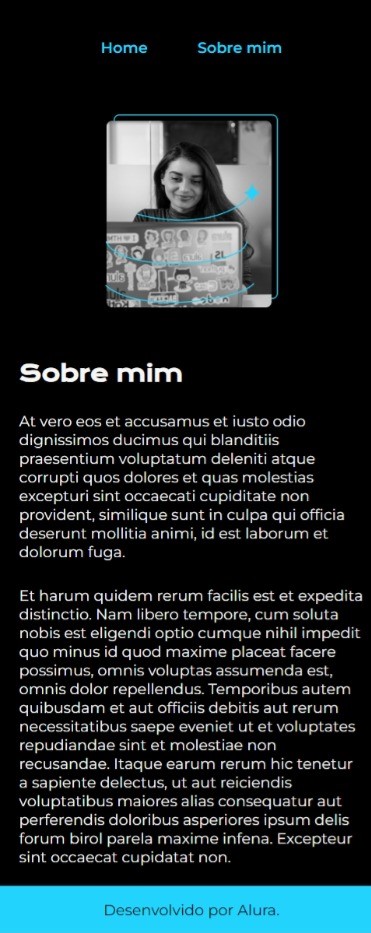 Home Sobre mim
Sobre mim
At vero eos et accusamus et iusto odio
dignissimos ducimus qui blanditiis
praesentium voluptatum deleniti atque
corrupti quos dolores et quas molestias
excepturi sint occaecati cupiditate non
provident, similique sunt in culpa qui officia
deserunt mollitia animi, id est laborum et
dolorum fuga.
Et harum quidem rerum facilis est et expedita
distinctio. Nam libero tempore, cum soluta
nobis est eligendi optio cumque nihil impedit
quo minus id quod maxime placeat facere
possimus, omnis voluptas assumenda est,
omnis dolor repellendus. Temporibus autem
quibusdam et aut officiis debitis aut rerum
necessitatibus saepe eveniet ut et voluptates
repudiandae sint et molestiae non
recusandae. Itaque earum rerum hic tenetur
a sapiente delectus, ut aut reiciendis
voluptatibus maiores alias consequatur aut
perferendis doloribus asperiores ipsum delis
forum birol parela maxime infena. Excepteur
sint occaecat cupidatat non.
Desenvolvido por Alura.